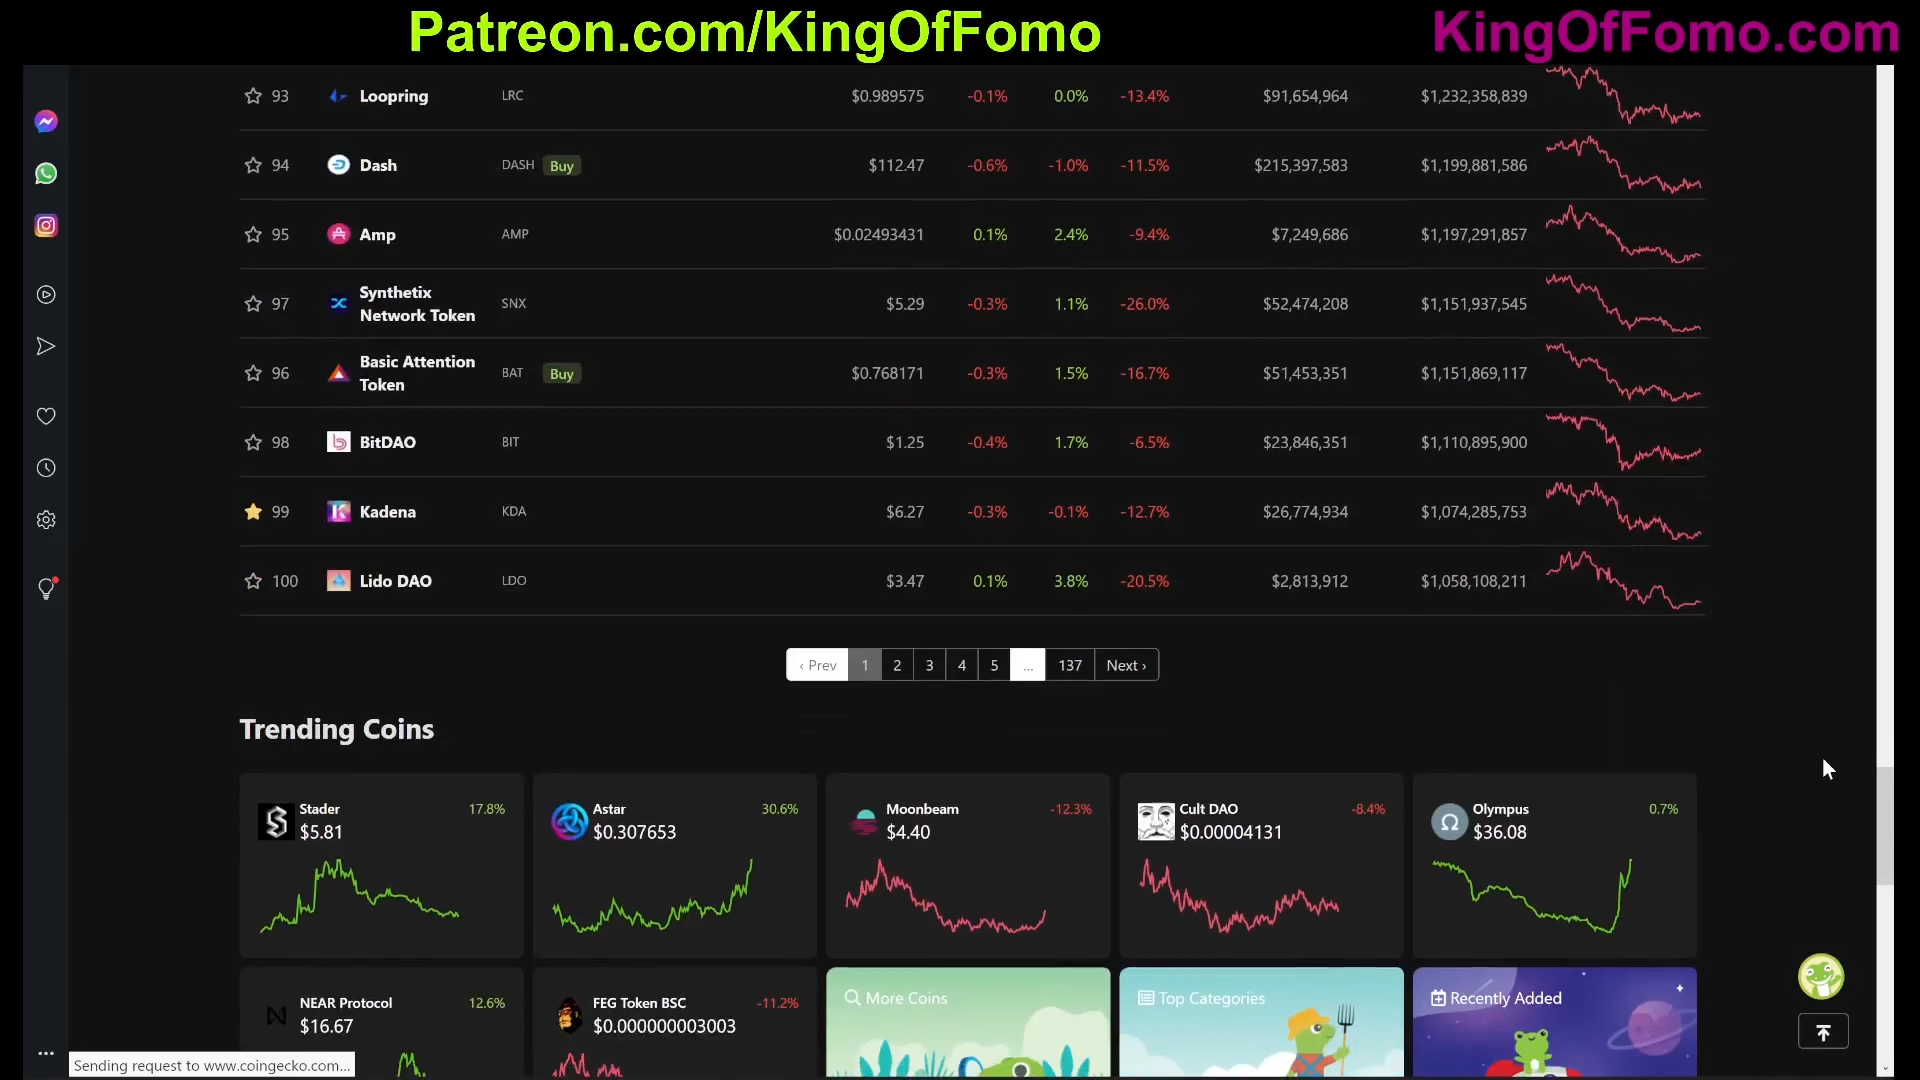 Patreon.com/KingOfFomo
KingOfFomo.com
93 Loopring LRC $0.989575 -0.1% 0.0% -13.4% $91,654,964 $1,232,358,839
94 Dash DASH Buy $112.47 -0.6% -1.0% -11.5% $215,397,583 $1,199,881,586
95 Amp AMP $0.02493431 0.1% 2.4% -9.4% $7,249,686 $1,197,291,857
97 Synthetix Network Token SNX $5.29 -0.3% 1.1% -26.0% $52,474,208 $1,151,937,545
96 Basic Attention Token BAT Buy $0.768171 -0.3% 1.5% -16.7% $51,453,351 $1,151,869,117
98 BitDAO BIT $1.25 -0.4% 1.7% -6.5% $23,846,351 $1,110,895,900
99 Kadena KDA $6.27 -0.3% -0.1% -12.7% $26,774,934 $1,074,285,753
100 Lido DAO LDO $3.47 0.1% 3.8% -20.5% $2,813,912 $1,058,108,211
‹ Prev 1 2 3 4 5 ... 137 Next ›
Trending Coins
Stader 17.8%
$5.81
Astar 30.6%
$0.307653
Moonbeam -12.3%
$4.40
Cult DAO -8.4%
$0.00004131
Olympus 0.7%
$36.08
NEAR Protocol 12.6%
$16.67
FEG Token BSC -11.2%
$0.000000003003
More Coins
Top Categories
Recently Added
Sending request to www.coingecko.com...